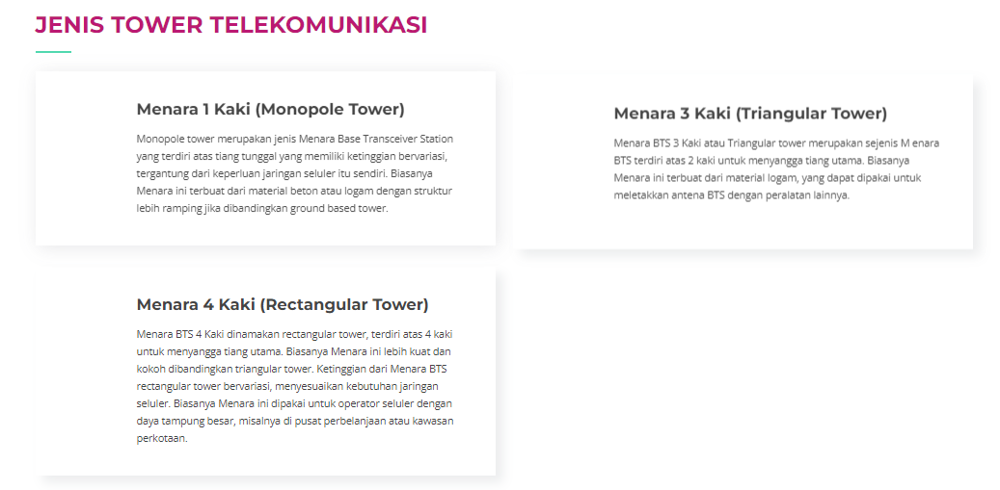 JENIS TOWER TELEKOMUNIKASI
Menara 1 Kaki (Monopole Tower)
Monopole tower merupakan jenis Menara Base Transceiver Station
yang terdiri atas tiang tunggal yang memiliki ketinggian bervariasi,
tergantung dari keperluan jaringan seluler itu sendiri. Biasanya
Menara ini terbuat dari material beton atau logam dengan struktur
lebih ramping jika dibandingkan ground based tower.
Menara 3 Kaki (Triangular Tower)
Menara BTS 3 Kaki atau Triangular tower merupakan sejenis M enara
BTS terdiri atas 2 kaki untuk menyangga tiang utama. Biasanya
Menara ini terbuat dari material logam, yang dapat dipakai untuk
meletakkan antena BTS dengan peralatan lainnya.
Menara 4 Kaki (Rectangular Tower)
Menara BTS 4 Kaki dinamakan rectangular tower, terdiri atas 4 kaki
untuk menyangga tiang utama. Biasanya Menara ini lebih kuat dan
kokoh dibandingkan triangular tower. Ketinggian dari Menara BTS
rectangular tower bervariasi, menyesuaikan kebutuhan jaringan
seluler. Biasanya Menara ini dipakai untuk operator seluler dengan
daya tampung besar, misalnya di pusat perbelanjaan atau kawasan
perkotaan.